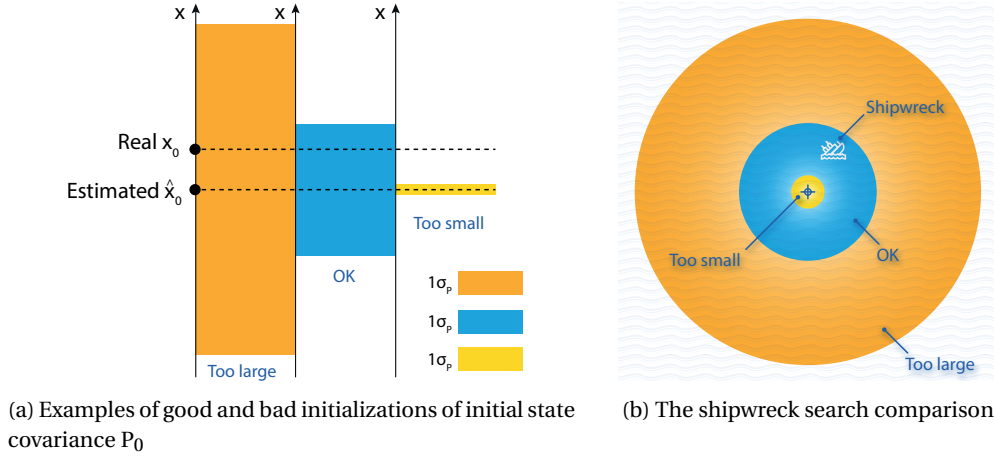 x
x
x
Real x₀
Estimated x̂₀
Too small
OK
1σₚ
1σₚ
1σₚ
Too large
(a) Examples of good and bad initializations of initial state
covariance P₀
Shipwreck
Too small
OK
Too large
(b) The shipwreck search comparison